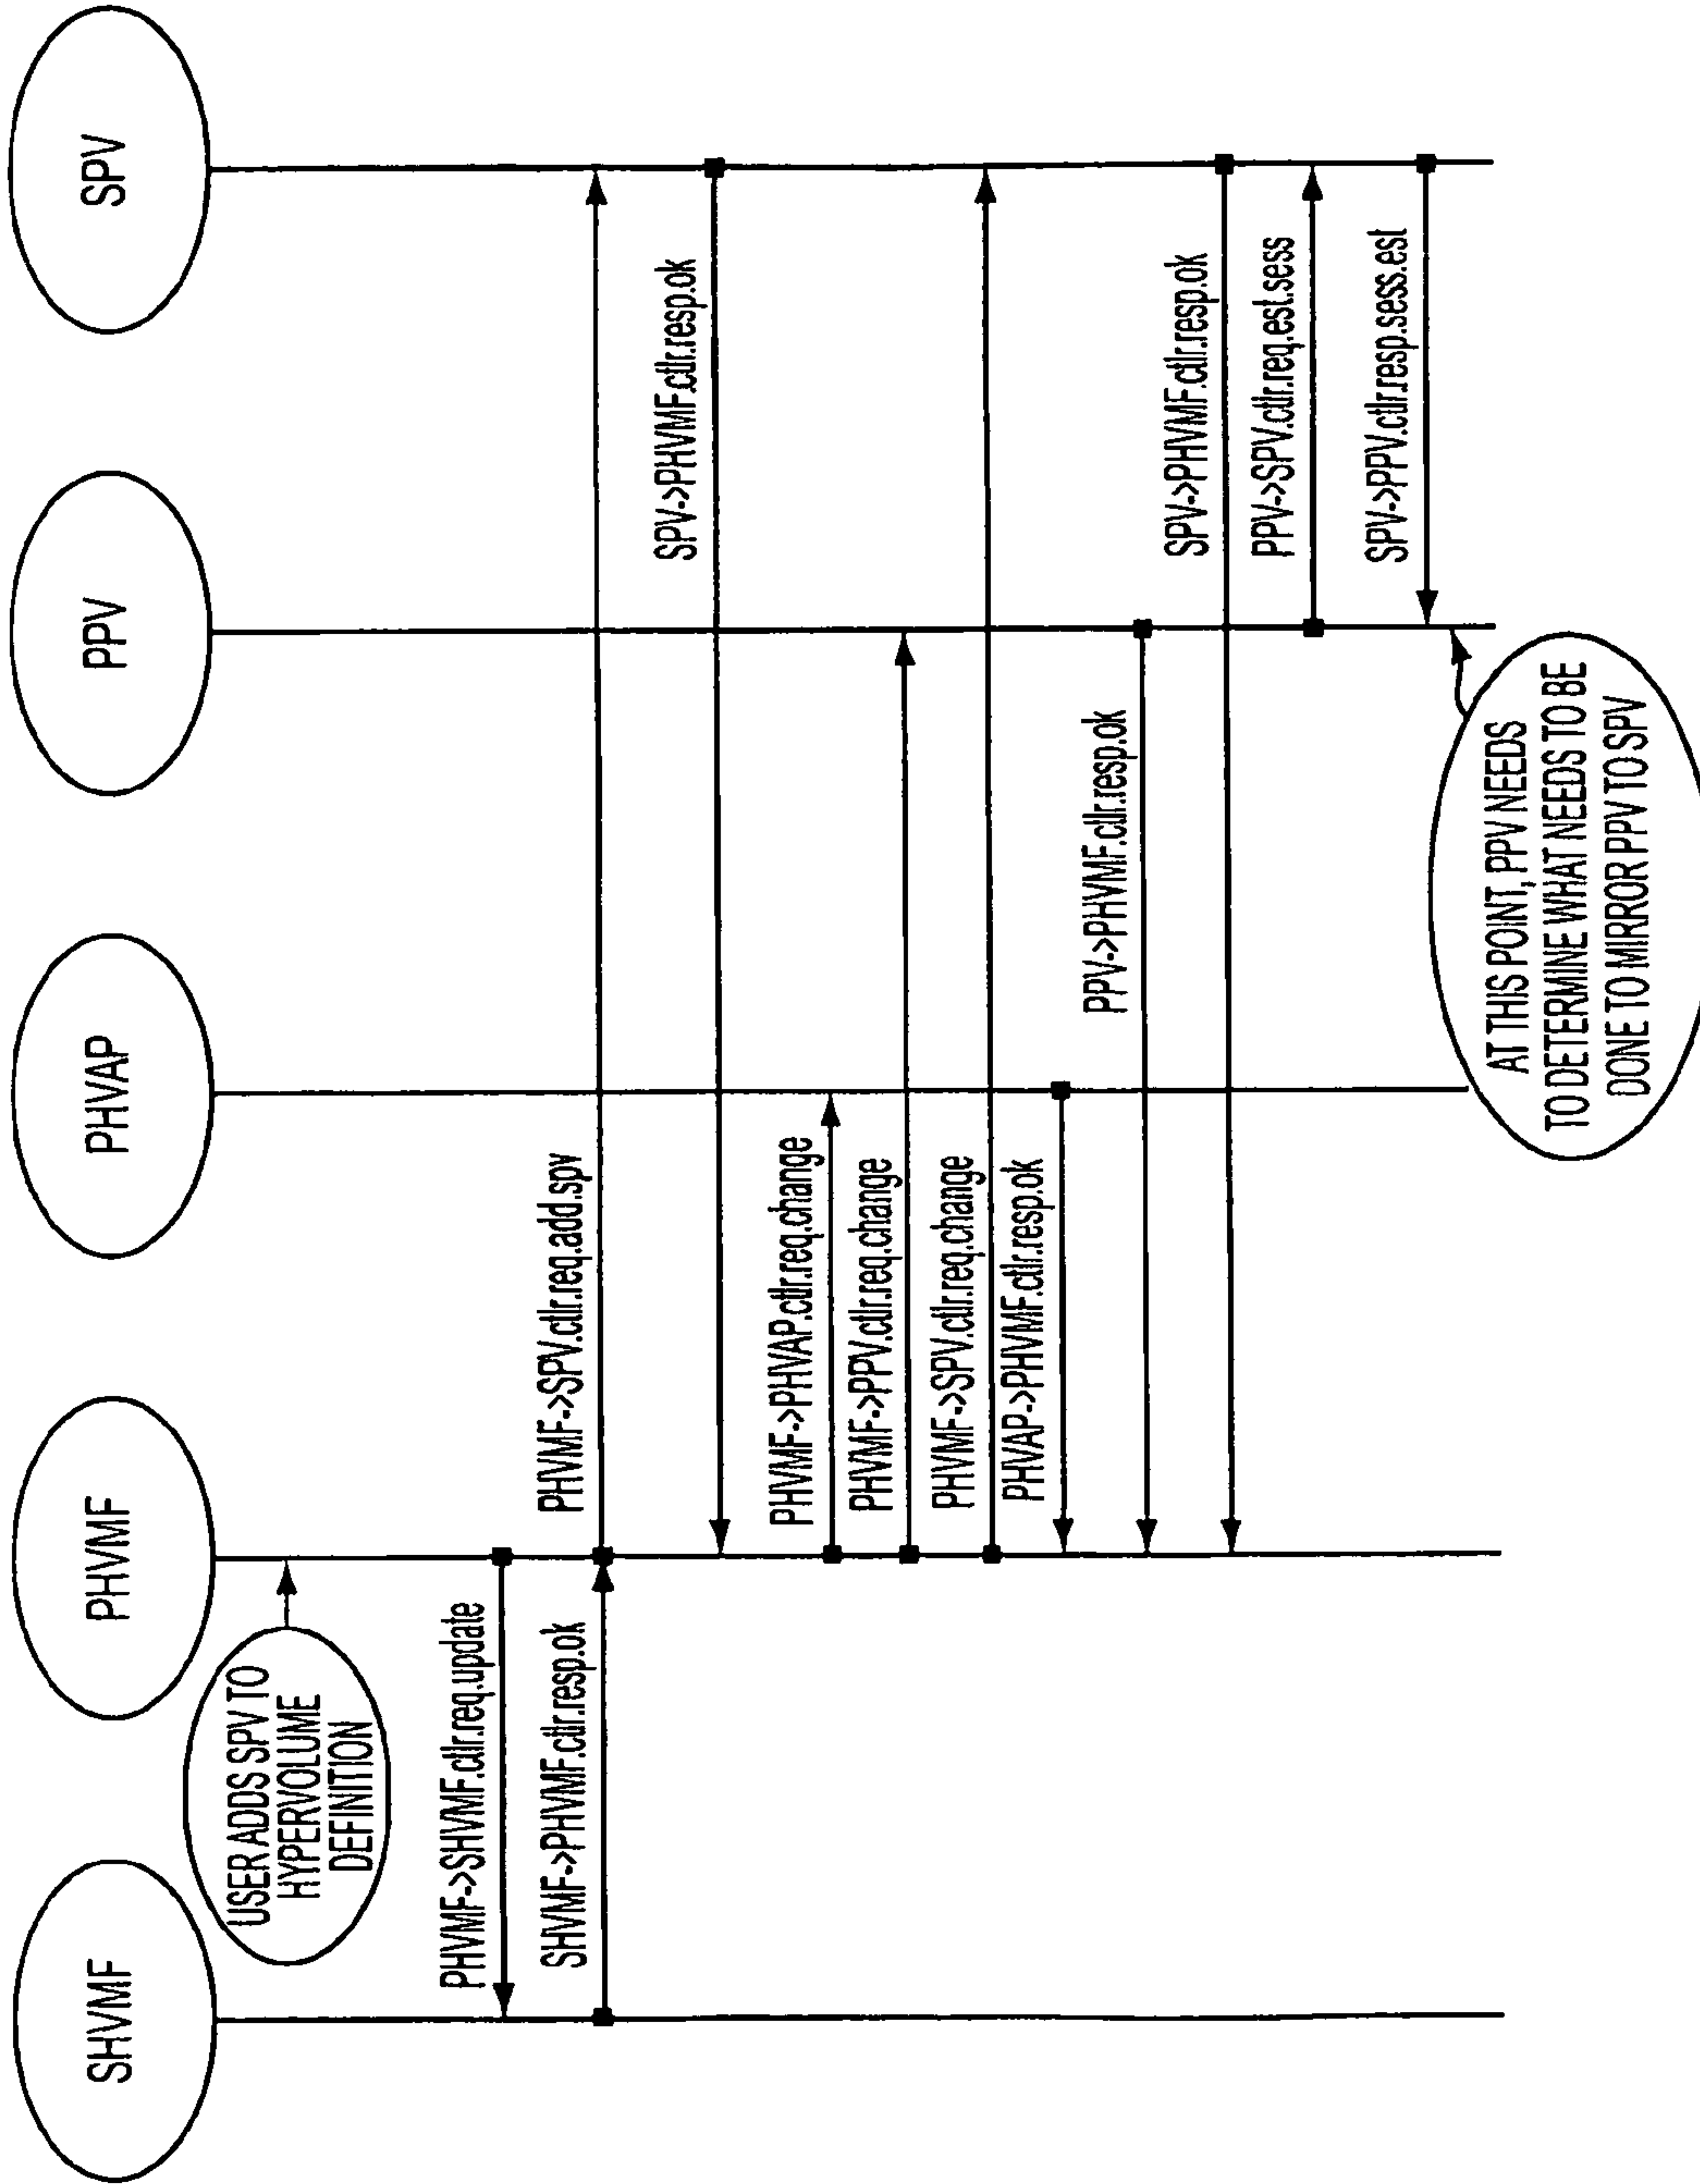 SHVMF
PHVMF
PHVAP
PPV
SPV
USER ADDS SPV TO
HYPERVOLUME
DEFINITION
PHVMF->SHVMF.ctlr.req.update
SHVMF->PHVMF.ctlr.resp.ok
PHVMF->SPV.ctlr.req.add.spv
SPV->PHVMF.ctlr.resp.ok
PHVMF->PHVAP.ctlr.req.change
PHVMF->PPV.ctlr.req.change
PHVMF->SPV.ctlr.req.change
PHVAP->PHVMF.ctlr.resp.ok
PPV->PHVMF.ctlr.resp.ok
SPV->PHVMF.ctlr.resp.ok
PPV->SPV.ctlr.req.est.sess
SPV->PPV.ctlr.resp.sess.est
AT THIS POINT, PPV NEEDS
TO DETERMINE WHAT NEEDS TO BE
DONE TO MIRROR PPV TO SPV